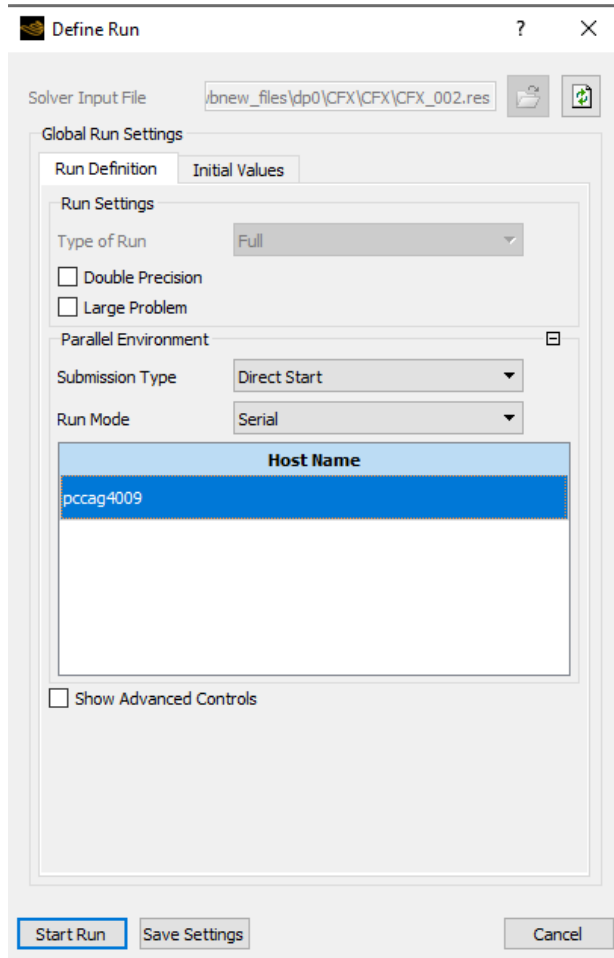 Define Run
Solver Input File
/bnew_files\dp0\CFX\CFX\CFX_002.res
Global Run Settings
Run Definition
Initial Values
Run Settings
Type of Run
Full
Double Precision
Large Problem
Parallel Environment
Submission Type
Direct Start
Run Mode
Serial
Host Name
pccag4009
Show Advanced Controls
Start Run
Save Settings
Cancel